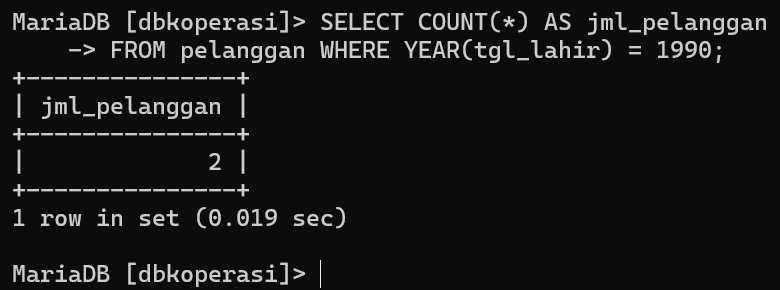 MariaDB [dbkoperasi]> SELECT COUNT(*) AS jml_pelanggan
    -> FROM pelanggan WHERE YEAR(tgl_lahir) = 1990;
+---------------+
| jml_pelanggan |
+---------------+
|             2 |
+---------------+
1 row in set (0.019 sec)

MariaDB [dbkoperasi]>